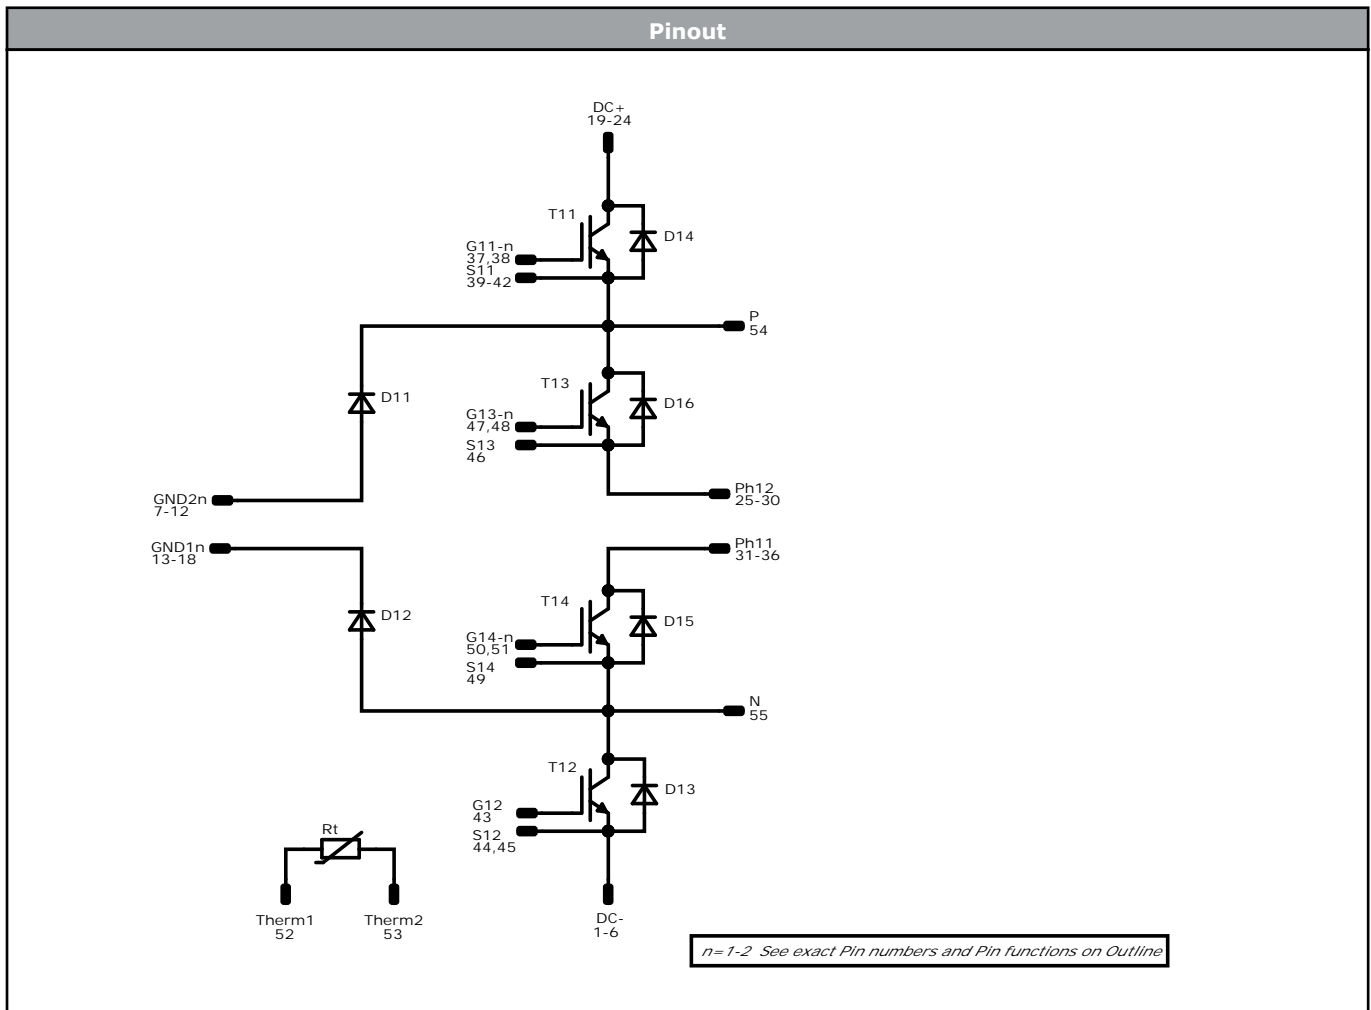 Pinout
DC+
19-24
T11
D14
G11-n
37,38
S11
39-42
P
54
T13
D16
D11
G13-n
47,48
S13
46
GND2n
7-12
Ph12
25-30
GND1n
13-18
Ph11
31-36
T14
D15
D12
G14-n
50,51
S14
49
N
55
T12
D13
G12
43
S12
44,45
Rt
Therm1
52
Therm2
53
DC-
1-6
n=1-2 See exact Pin numbers and Pin functions on Outline